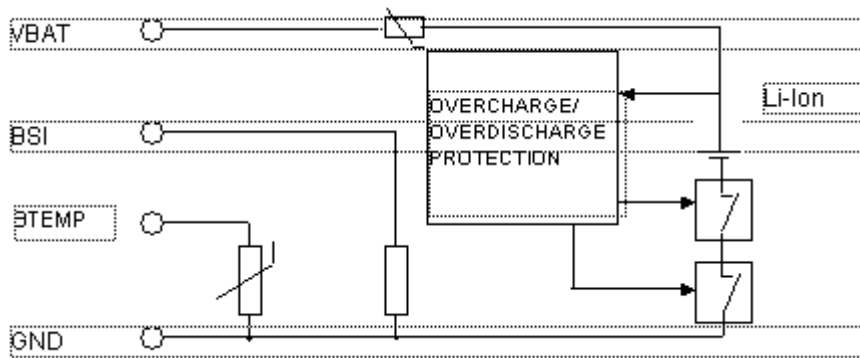 VBAT
Li-Ion
OVERCHARGE/
OVERDISCHARGE
PROTECTION
BSI
BTEMP
GND